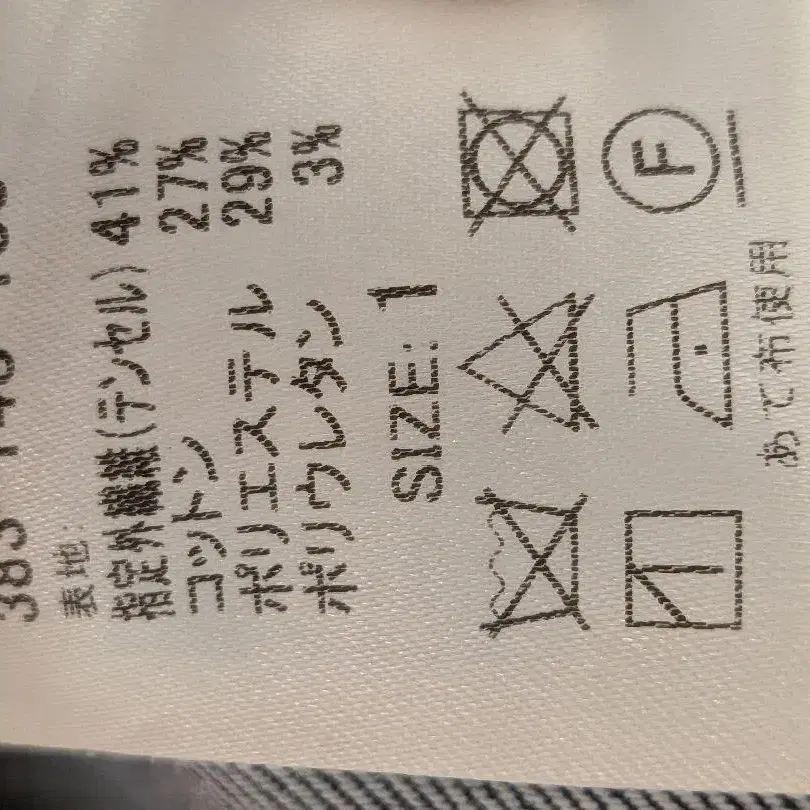 表地:
指定外繊維(テンセル) 41%
コットン 27%
ポリエステル 29%
ポリウレタン 3%
SIZE: 1
F
あて布使用